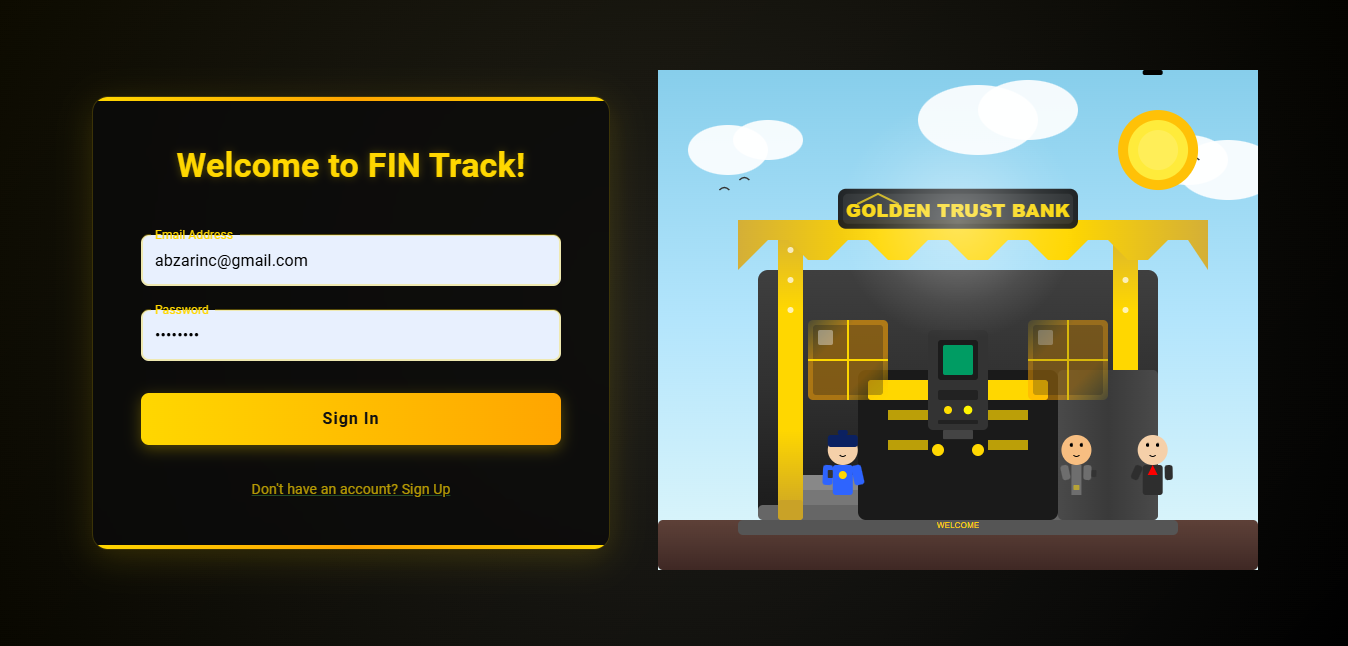 Welcome to FIN Track!
Email Address
abzarinc@gmail.com
Password
••••••••
Sign In
Don't have an account? Sign Up
GOLDEN TRUST BANK
WELCOME